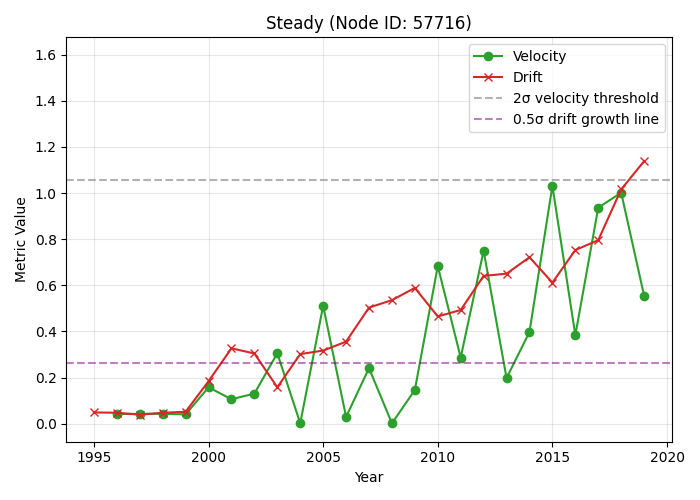 Steady (Node ID: 57716)
Velocity
Drift
2σ velocity threshold
0.5σ drift growth line
Metric Value
1.6
1.4
1.2
1.0
0.8
0.6
0.4
0.2
0.0
1995 2000 2005 2010 2015 2020
Year